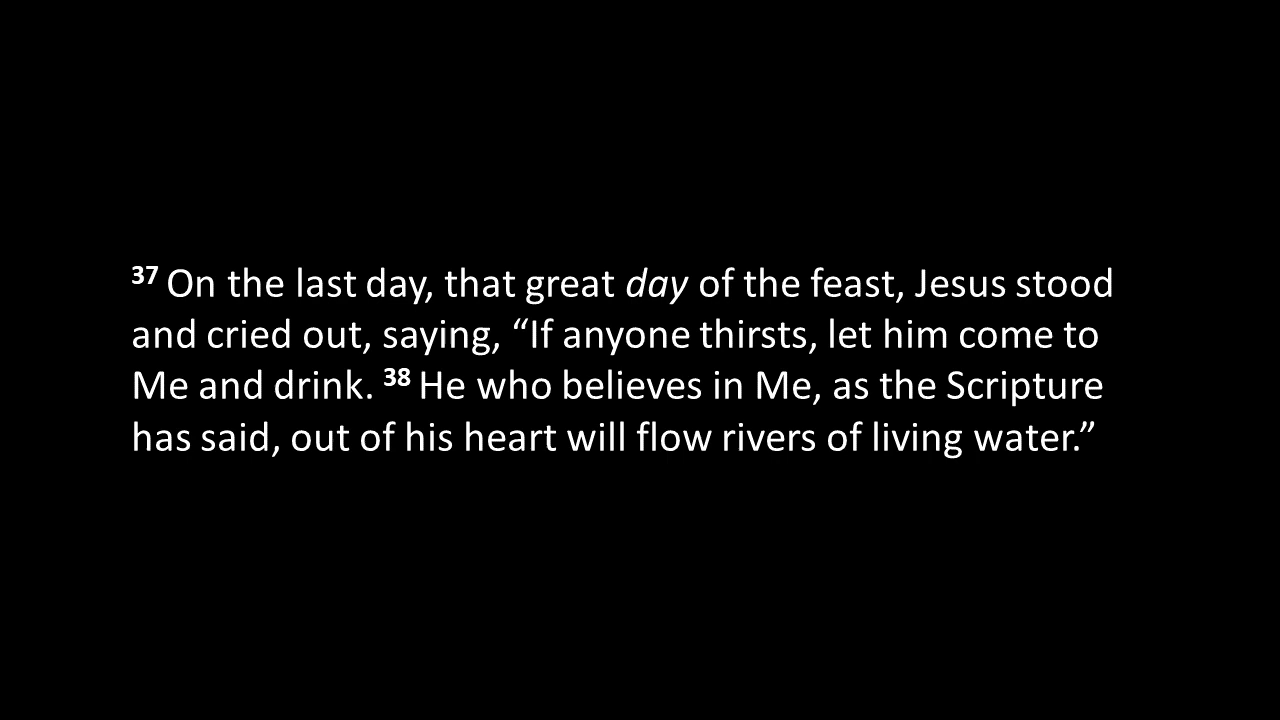 37 On the last day, that great day of the feast, Jesus stood
and cried out, saying, “If anyone thirsts, let him come to
Me and drink. 38 He who believes in Me, as the Scripture
has said, out of his heart will flow rivers of living water.”